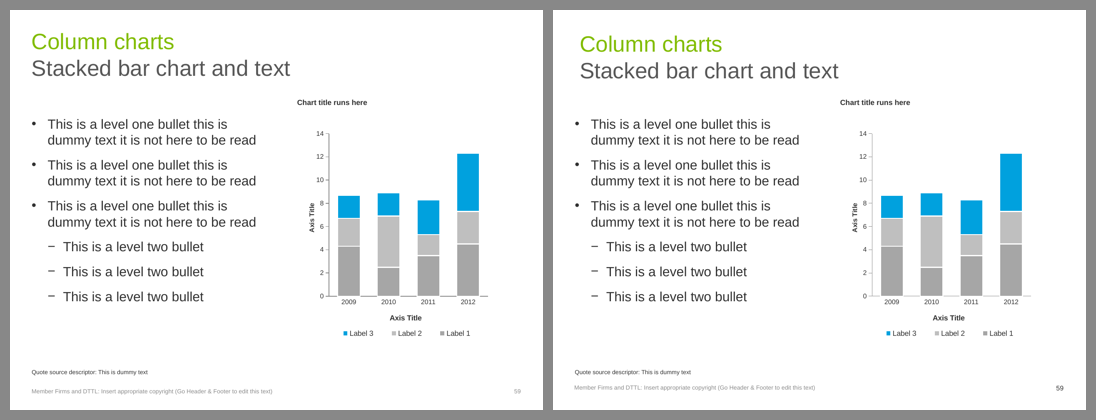 Column charts
Stacked bar chart and text
Chart title runs here
• This is a level one bullet this is
dummy text it is not here to be read
• This is a level one bullet this is
dummy text it is not here to be read
• This is a level one bullet this is
dummy text it is not here to be read
– This is a level two bullet
– This is a level two bullet
– This is a level two bullet
14
12
10
8
6
4
2
0
Axis Title
2009 2010 2011 2012
Axis Title
Label 3 Label 2 Label 1
Quote source descriptor: This is dummy text
Member Firms and DTTL: Insert appropriate copyright (Go Header & Footer to edit this text) 59
Column charts
Stacked bar chart and text
Chart title runs here
• This is a level one bullet this is
dummy text it is not here to be read
• This is a level one bullet this is
dummy text it is not here to be read
• This is a level one bullet this is
dummy text it is not here to be read
– This is a level two bullet
– This is a level two bullet
– This is a level two bullet
14
12
10
8
6
4
2
0
Axis Title
2009 2010 2011 2012
Axis Title
Label 3 Label 2 Label 1
Quote source descriptor: This is dummy text
Member Firms and DTTL: Insert appropriate copyright (Go Header & Footer to edit this text) 59